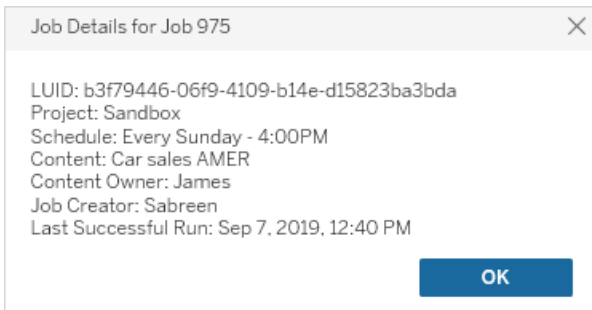 Job Details for Job 975
LUID: b3f79446-06f9-4109-b14e-d15823ba3bda
Project: Sandbox
Schedule: Every Sunday - 4:00PM
Content: Car sales AMER
Content Owner: James
Job Creator: Sabreen
Last Successful Run: Sep 7, 2019, 12:40 PM
OK